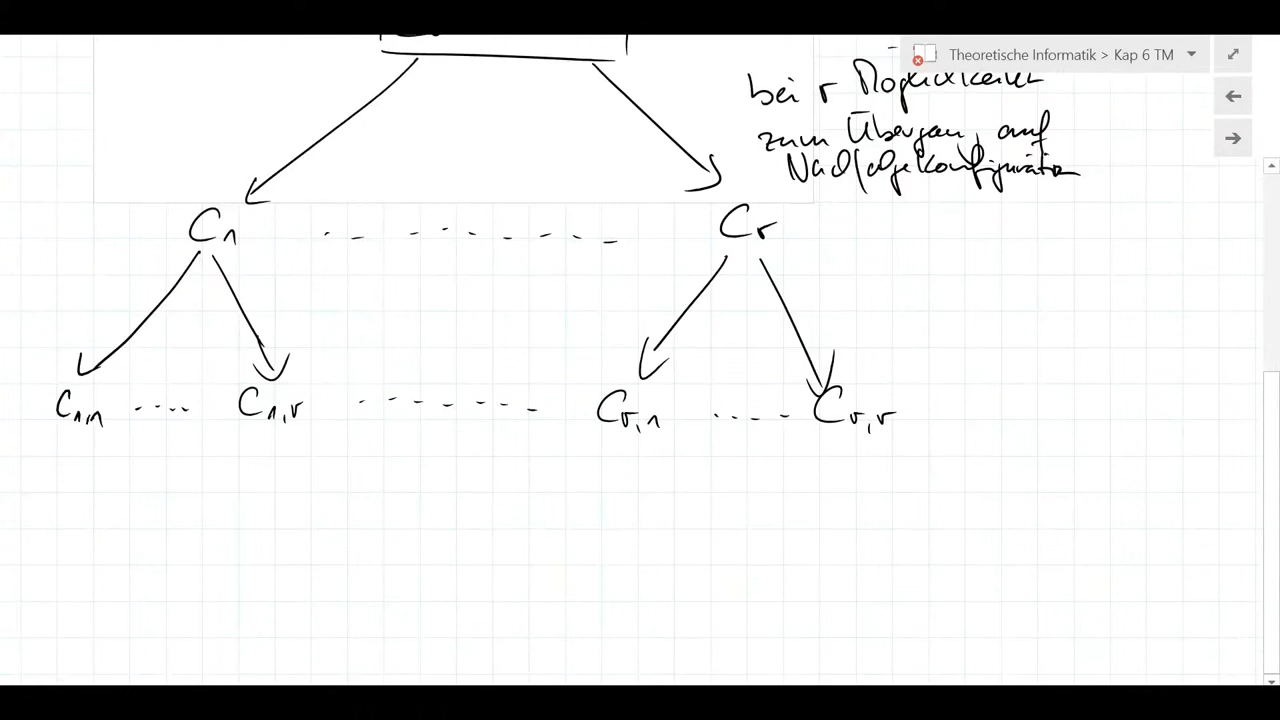 Theoretische Informatik > Kap 6 TM
bei r Möglichkeiten
zum Übergang auf
Nachfolgekonfiguration
C₁ - - - - - - - - Cᵣ
C₁,₁ ..... C₁,ᵣ - - - - - - - Cᵣ,₁ ..... Cᵣ,ᵣ